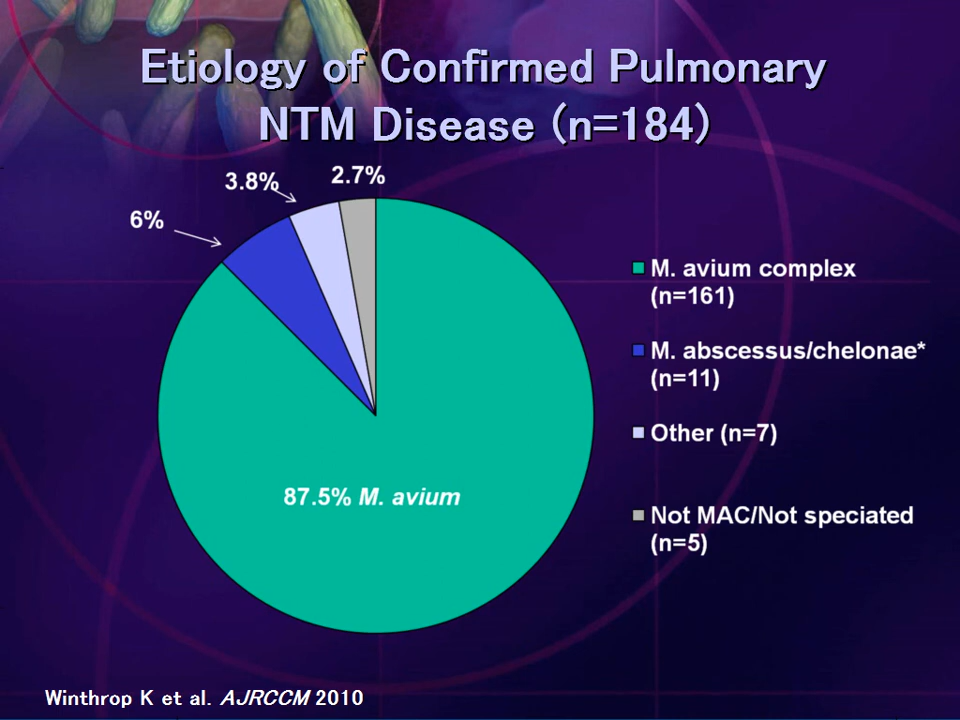 Etiology of Confirmed Pulmonary
NTM Disease (n=184)
2.7%
3.8%
6%
M. avium complex
(n=161)
M. abscessus/chelonae*
(n=11)
Other (n=7)
87.5% M. avium
Not MAC/Not speciated
(n=5)
Winthrop K et al. AJRCCM 2010